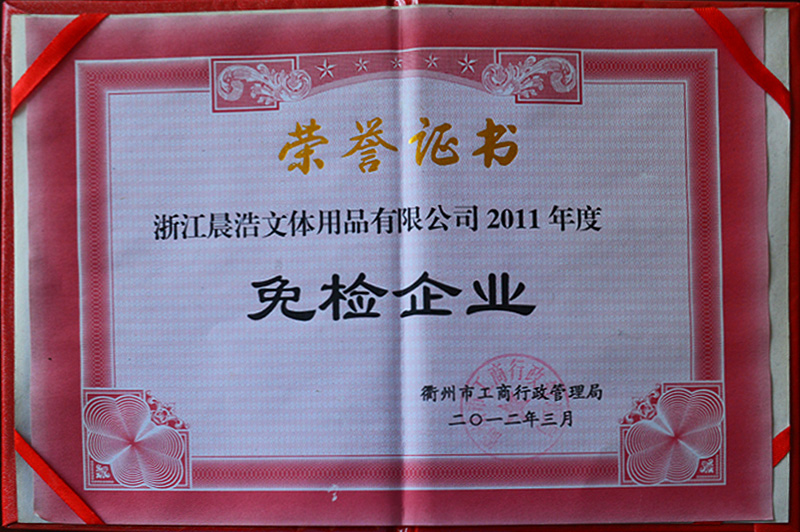 荣誉证书
浙江晨浩文体用品有限公司 2011 年度
免检企业
衢州市工商行政管理局
二〇一二年三月